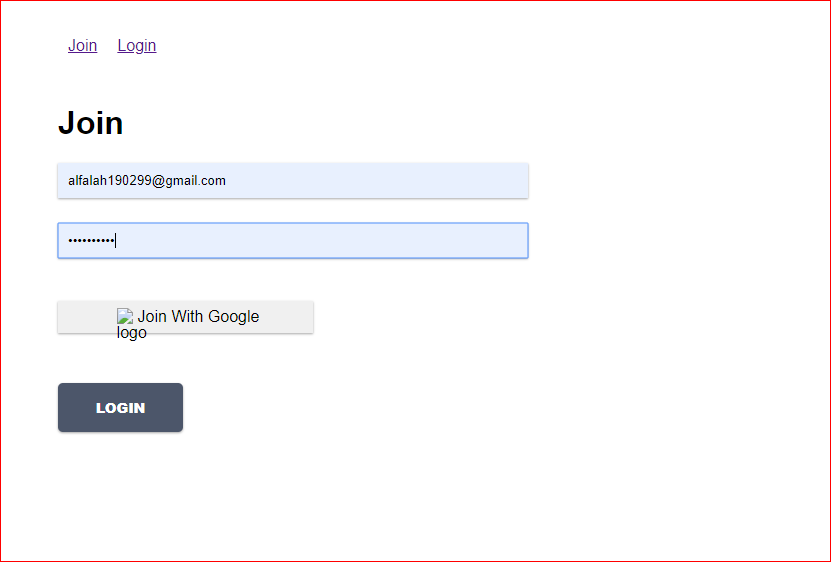 Join Login
Join
alfalah190299@gmail.com
••••••••••
Join With Google
logo
LOGIN